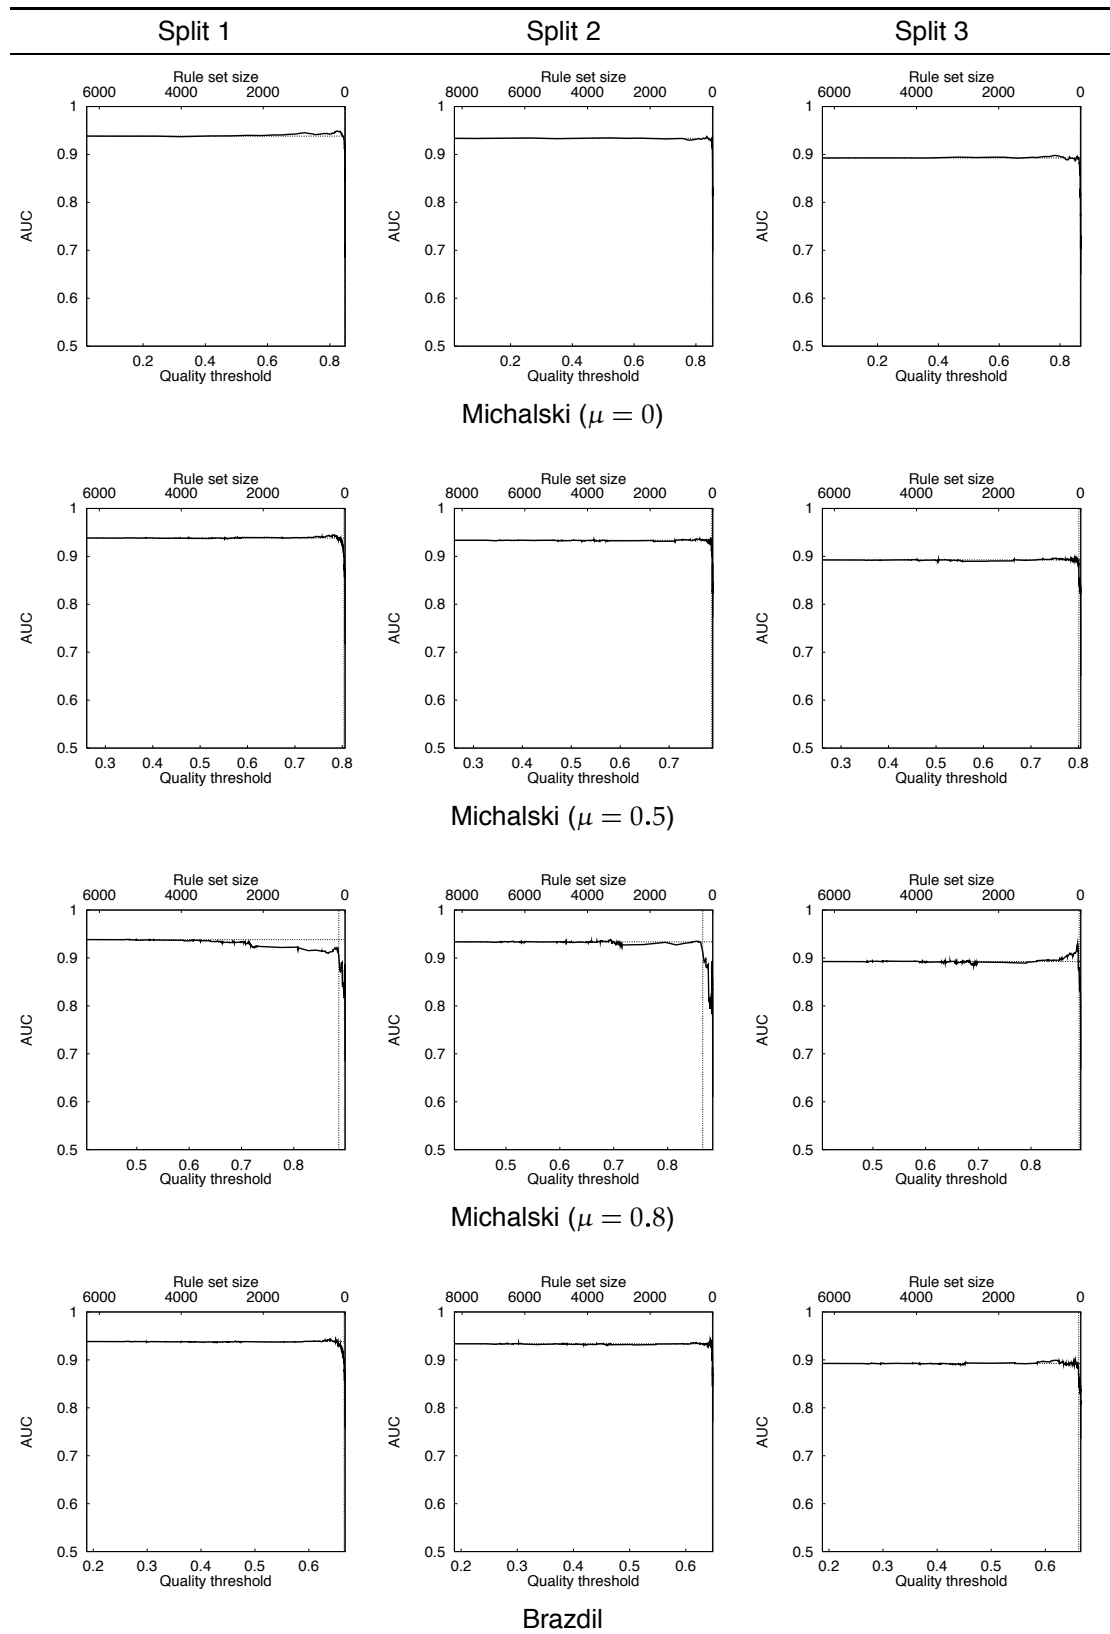 Split 1 Split 2 Split 3
Rule set size Rule set size Rule set size
6000 4000 2000 0 8000 6000 4000 2000 0 6000 4000 2000 0
1 1 1
0.9 0.9 0.9
0.8 0.8 0.8
AUC AUC AUC
0.7 0.7 0.7
0.6 0.6 0.6
0.5 0.5 0.5
0.2 0.4 0.6 0.8 0.2 0.4 0.6 0.8 0.2 0.4 0.6 0.8
Quality threshold Quality threshold Quality threshold
Michalski (μ = 0)
Rule set size Rule set size Rule set size
6000 4000 2000 0 8000 6000 4000 2000 0 6000 4000 2000 0
1 1 1
0.9 0.9 0.9
0.8 0.8 0.8
AUC AUC AUC
0.7 0.7 0.7
0.6 0.6 0.6
0.5 0.5 0.5
0.3 0.4 0.5 0.6 0.7 0.8 0.3 0.4 0.5 0.6 0.7 0.3 0.4 0.5 0.6 0.7 0.8
Quality threshold Quality threshold Quality threshold
Michalski (μ = 0.5)
Rule set size Rule set size Rule set size
6000 4000 2000 0 8000 6000 4000 2000 0 6000 4000 2000 0
1 1 1
0.9 0.9 0.9
0.8 0.8 0.8
AUC AUC AUC
0.7 0.7 0.7
0.6 0.6 0.6
0.5 0.5 0.5
0.5 0.6 0.7 0.8 0.5 0.6 0.7 0.8 0.5 0.6 0.7 0.8
Quality threshold Quality threshold Quality threshold
Michalski (μ = 0.8)
Rule set size Rule set size Rule set size
6000 4000 2000 0 8000 6000 4000 2000 0 6000 4000 2000 0
1 1 1
0.9 0.9 0.9
0.8 0.8 0.8
AUC AUC AUC
0.7 0.7 0.7
0.6 0.6 0.6
0.5 0.5 0.5
0.2 0.3 0.4 0.5 0.6 0.2 0.3 0.4 0.5 0.6 0.2 0.3 0.4 0.5 0.6
Quality threshold Quality threshold Quality threshold
Brazdil